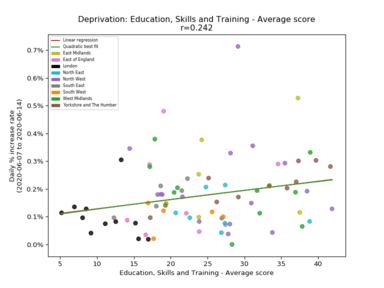 Deprivation: Education, Skills and Training - Average score
r=0.242
Linear regression
Quadratic best fit
East Midlands
East of England
London
North East
North West
South East
South West
West Midlands
Yorkshire and The Humber
0.7%
0.6%
0.5%
0.4%
0.3%
0.2%
0.1%
0.0%
Daily % increase rate
(2020-06-07 to 2020-06-14)
5
10
15
20
25
30
35
40
Education, Skills and Training - Average score